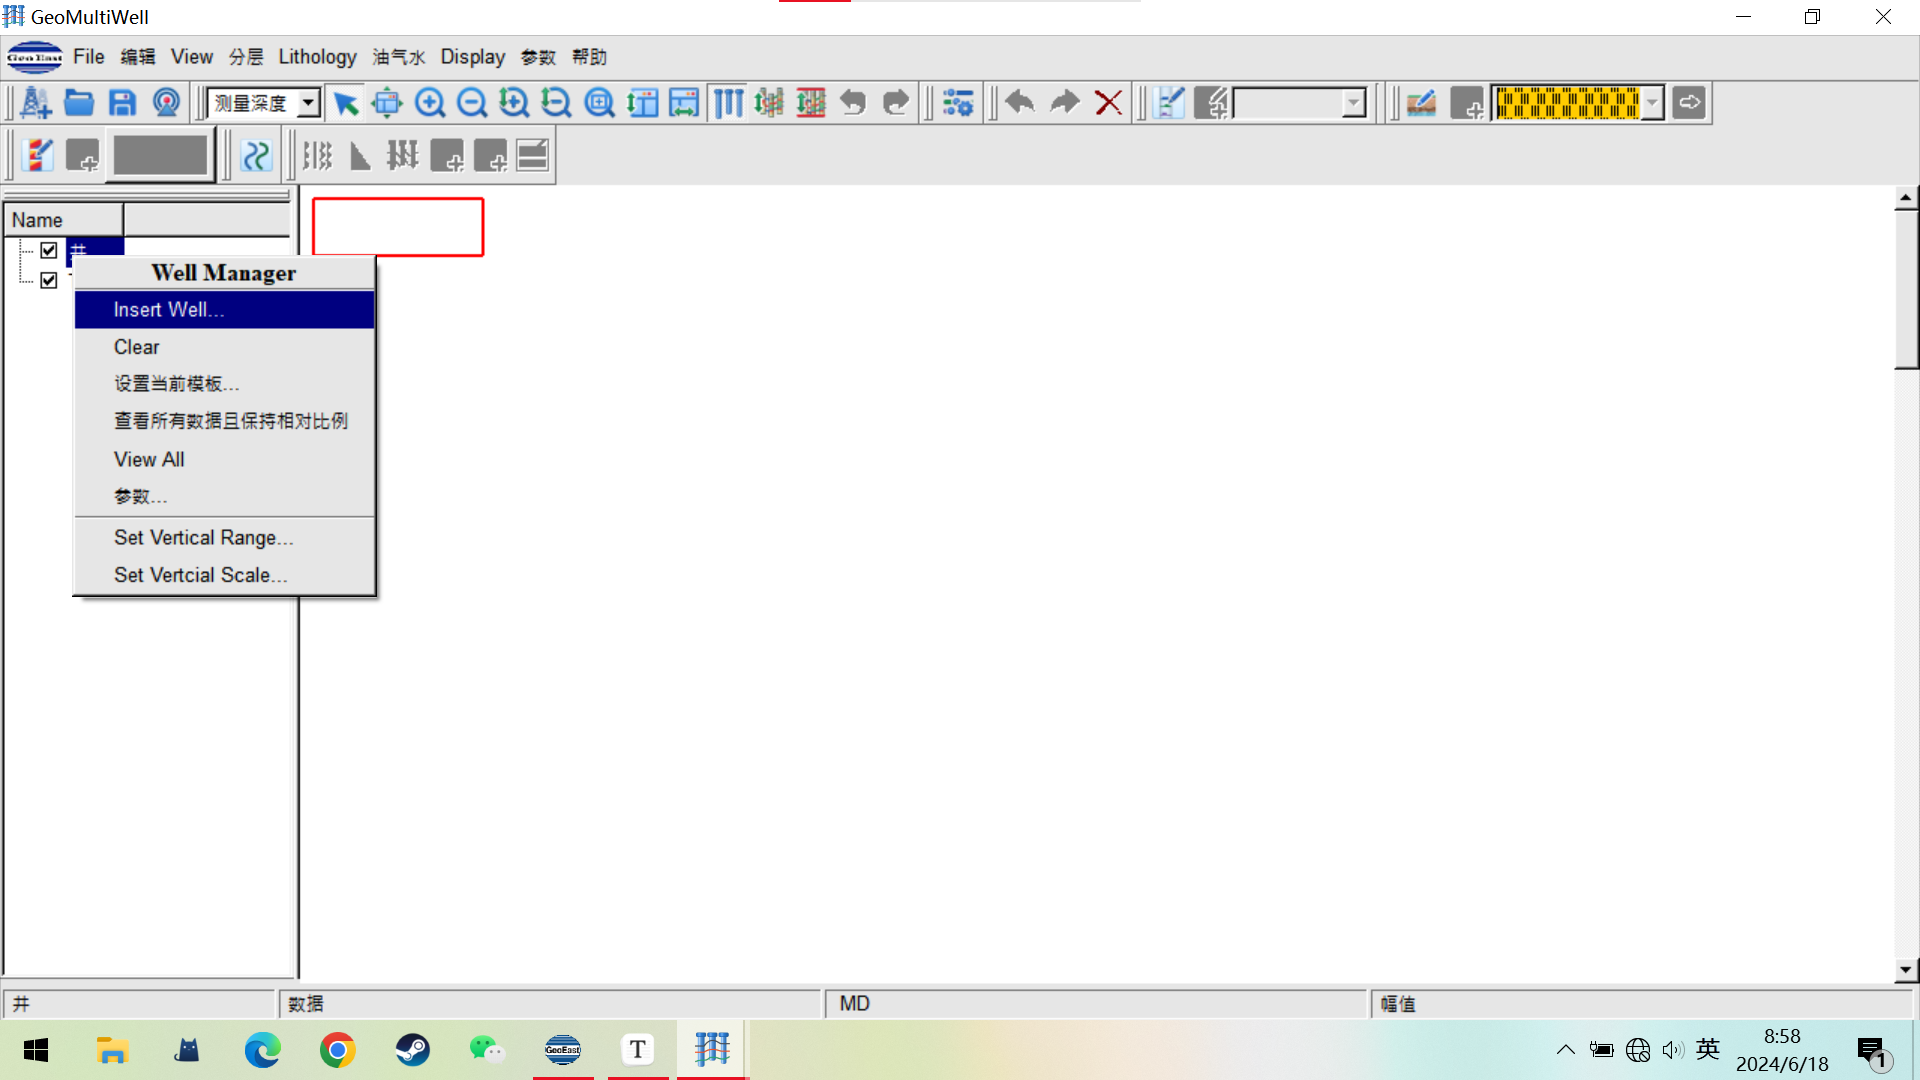 GeoMultiWell
GeoEast File 编辑 View 分层 Lithology 油气水 Display 参数 帮助
测量深度
Name
井
Well Manager
Insert Well...
Clear
设置当前模板...
查看所有数据且保持相对比例
View All
参数...
Set Vertical Range...
Set Vertcial Scale...
井 数据 MD 幅值
GeoEast T 英 8:58
2024/6/18 1